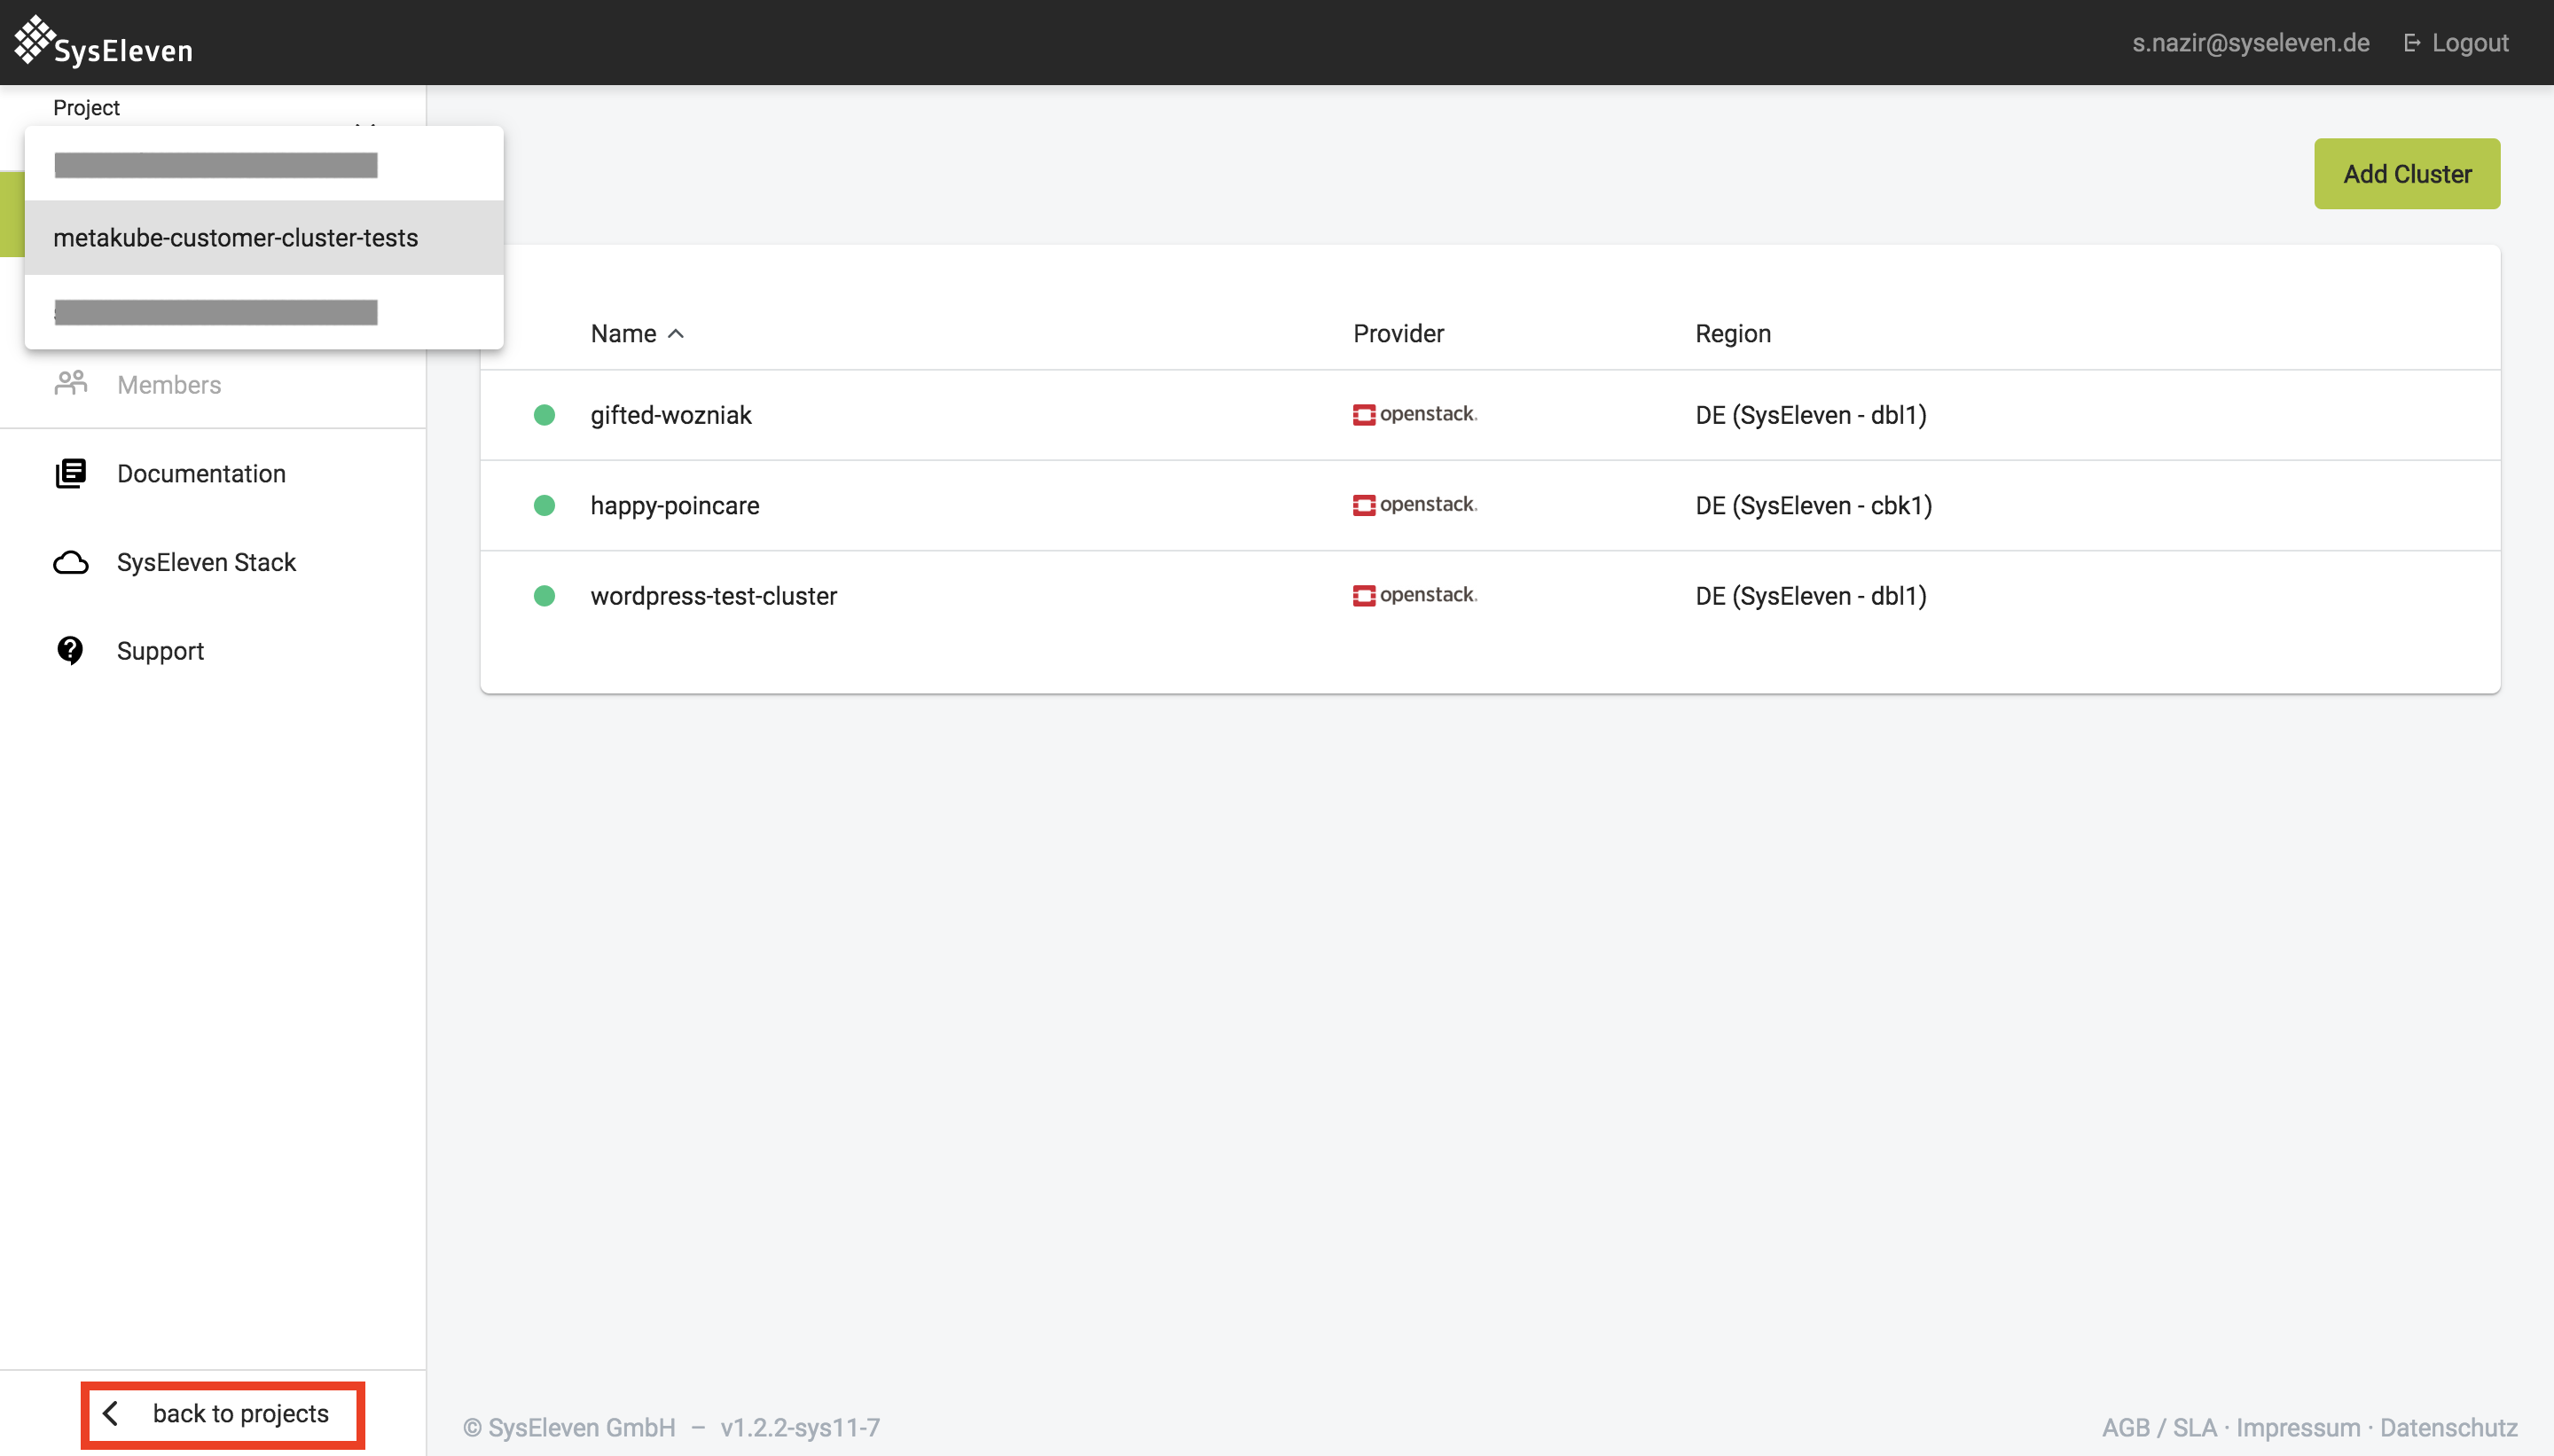 SysEleven
s.nazir@syseleven.de Logout
Project
metakube-customer-cluster-tests
Members
Documentation
SysEleven Stack
Support
back to projects
Add Cluster
Name Provider Region
gifted-wozniak openstack. DE (SysEleven - dbl1)
happy-poincare openstack. DE (SysEleven - cbk1)
wordpress-test-cluster openstack. DE (SysEleven - dbl1)
© SysEleven GmbH – v1.2.2-sys11-7
AGB / SLA · Impressum · Datenschutz